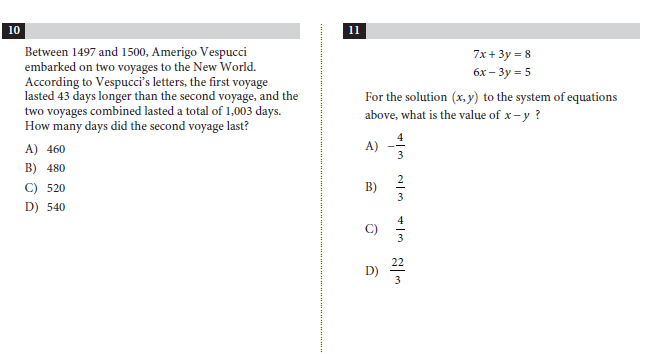 10
Between 1497 and 1500, Amerigo Vespucci
embarked on two voyages to the New World.
According to Vespucci's letters, the first voyage
lasted 43 days longer than the second voyage, and the
two voyages combined lasted a total of 1,003 days.
How many days did the second voyage last?
A) 460
B) 480
C) 520
D) 540
11
7x + 3y = 8
6x – 3y = 5
For the solution (x, y) to the system of equations
above, what is the value of x – y ?
A) –4/3
B) 2/3
C) 4/3
D) 22/3